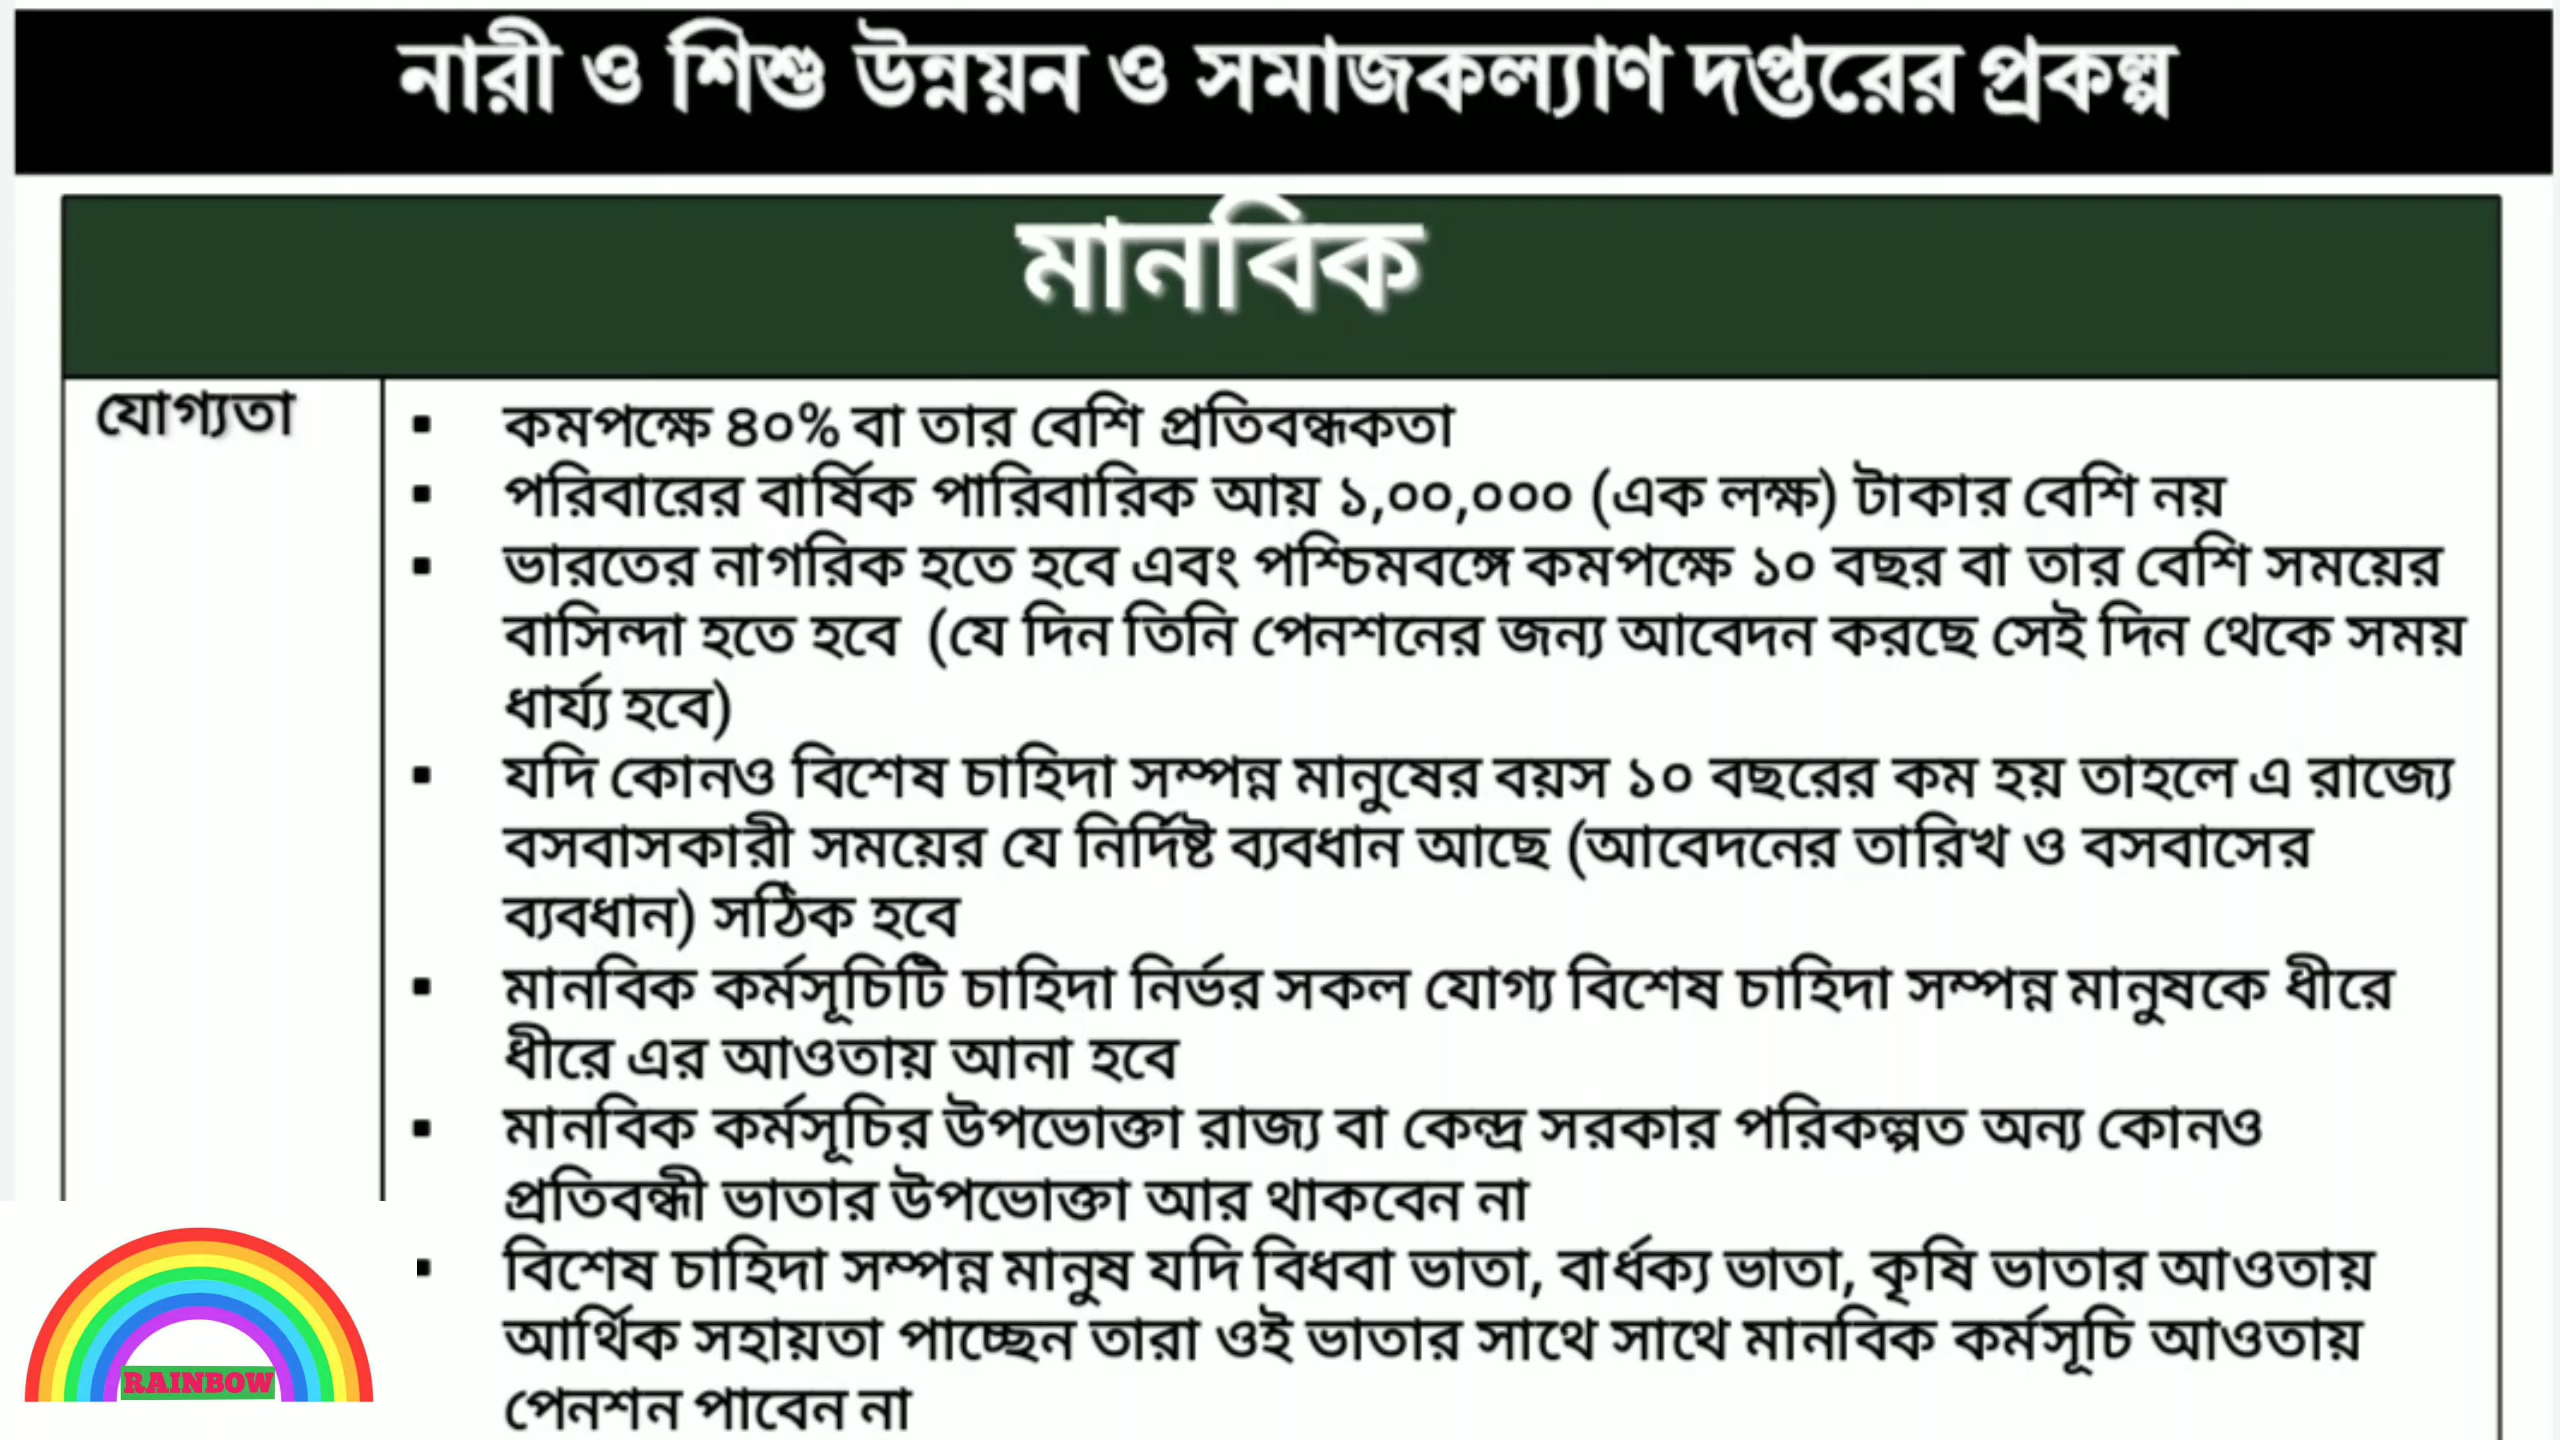 নারী ও শিশু উন্নয়ন ও সমাজকল্যাণ দপ্তরের প্রকল্প
মানবিক
যোগ্যতা
▪ কমপক্ষে ৪০% বা তার বেশি প্রতিবন্ধকতা
▪ পরিবারের বার্ষিক পারিবারিক আয় ১,০০,০০০ (এক লক্ষ) টাকার বেশি নয়
▪ ভারতের নাগরিক হতে হবে এবং পশ্চিমবঙ্গে কমপক্ষে ১০ বছর বা তার বেশি সময়ের
বাসিন্দা হতে হবে (যে দিন তিনি পেনশনের জন্য আবেদন করছে সেই দিন থেকে সময়
ধার্য্য হবে)
▪ যদি কোনও বিশেষ চাহিদা সম্পন্ন মানুষের বয়স ১০ বছরের কম হয় তাহলে এ রাজ্যে
বসবাসকারী সময়ের যে নির্দিষ্ট ব্যবধান আছে (আবেদনের তারিখ ও বসবাসের
ব্যবধান) সঠিক হবে
▪ মানবিক কর্মসূচিটি চাহিদা নির্ভর সকল যোগ্য বিশেষ চাহিদা সম্পন্ন মানুষকে ধীরে
ধীরে এর আওতায় আনা হবে
▪ মানবিক কর্মসূচির উপভোক্তা রাজ্য বা কেন্দ্র সরকার পরিকল্পত অন্য কোনও
প্রতিবন্ধী ভাতার উপভোক্তা আর থাকবেন না
▪ বিশেষ চাহিদা সম্পন্ন মানুষ যদি বিধবা ভাতা, বার্ধক্য ভাতা, কৃষি ভাতার আওতায়
আর্থিক সহায়তা পাচ্ছেন তারা ওই ভাতার সাথে সাথে মানবিক কর্মসূচি আওতায়
পেনশন পাবেন না
RAINBOW